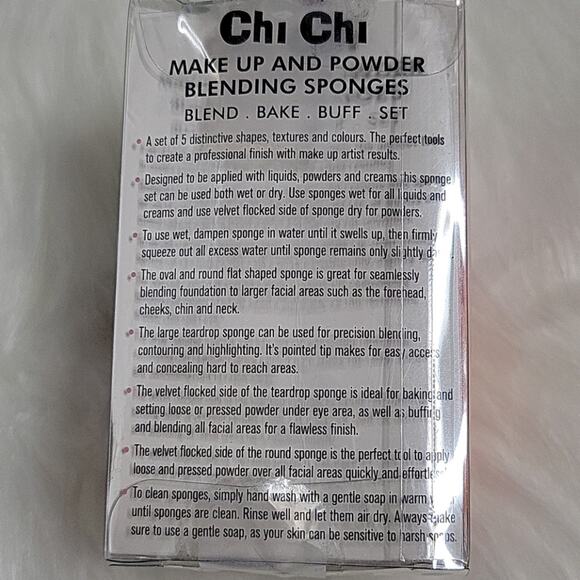 Chi Chi
MAKE UP AND POWDER
BLENDING SPONGES
BLEND . BAKE . BUFF . SET
• A set of 5 distinctive shapes, textures and colours. The perfect tools
to create a professional finish with make up artist results.
• Designed to be applied with liquids, powders and creams this sponge
set can be used both wet or dry. Use sponges wet for all liquids and
creams and use velvet flocked side of sponge dry for powders.
• To use wet, dampen sponge in water until it swells up, then firmly
squeeze out all excess water until sponge remains only slightly
• The oval and round flat shaped sponge is great for seamlessly
blending foundation to larger facial areas such as the forehead,
cheeks, chin and neck.
• The large teardrop sponge can be used for precision blending,
contouring and highlighting. It's pointed tip makes for easy access
and concealing hard to reach areas.
• The velvet flocked side of the teardrop sponge is ideal for baking and
setting loose or pressed powder under eye area, as well as buffing
and blending all facial areas for a flawless finish.
• The velvet flocked side of the round sponge is the perfect tool to apply
loose and pressed powder over all facial areas quickly and
• To clean sponges, simply hand wash with a gentle soap in warm
until sponges are clean. Rinse well and let them air dry. Always make
sure to use a gentle soap, as your skin can be sensitive to harsh soaps.